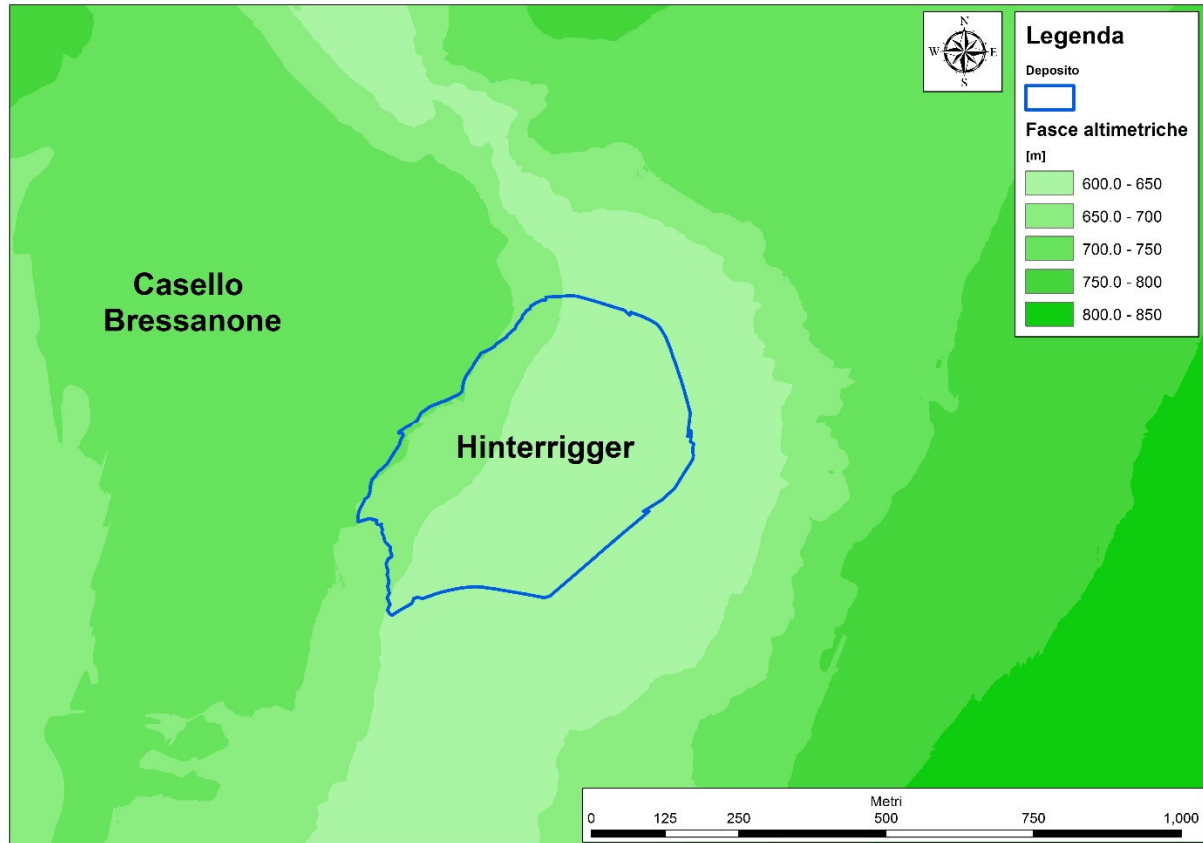 N
W E
S
Legenda
Deposito
Fasce altimetriche
[m]
600.0 - 650
650.0 - 700
700.0 - 750
750.0 - 800
800.0 - 850
Casello
Bressanone
Hinterrigger
Metri
0 125 250 500 750 1,000